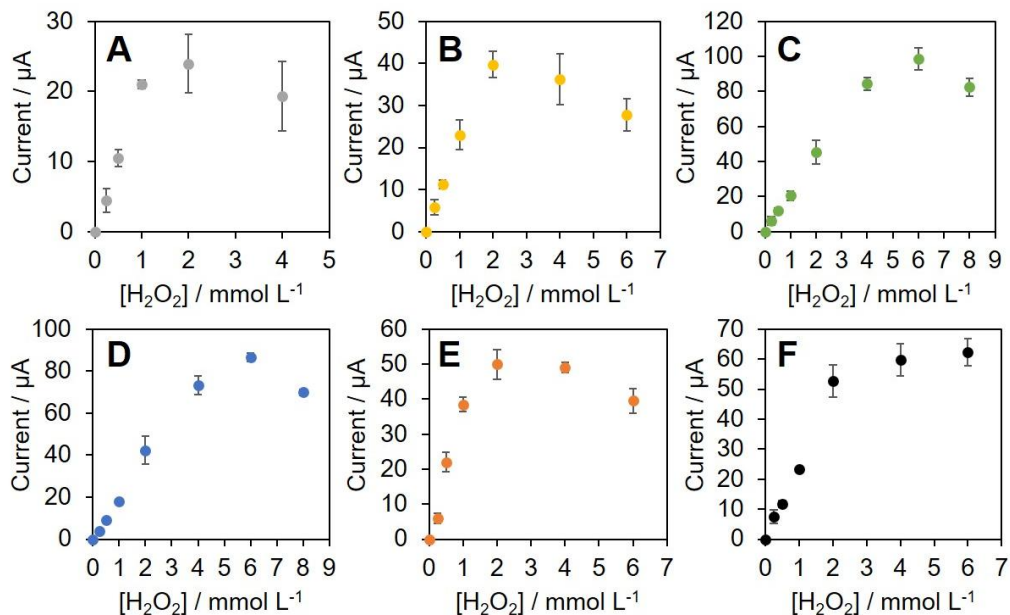 A
Current / µA
30
20
10
0
0 1 2 3 4 5
[H₂O₂] / mmol L⁻¹
B
Current / µA
50
40
30
20
10
0
0 1 2 3 4 5 6 7
[H₂O₂] / mmol L⁻¹
C
Current / µA
120
100
80
60
40
20
0
0 1 2 3 4 5 6 7 8 9
[H₂O₂] / mmol L⁻¹
D
Current / µA
100
80
60
40
20
0
0 1 2 3 4 5 6 7 8 9
[H₂O₂] / mmol L⁻¹
E
Current / µA
60
50
40
30
20
10
0
0 1 2 3 4 5 6 7
[H₂O₂] / mmol L⁻¹
F
Current / µA
70
60
50
40
30
20
10
0
0 1 2 3 4 5 6 7
[H₂O₂] / mmol L⁻¹